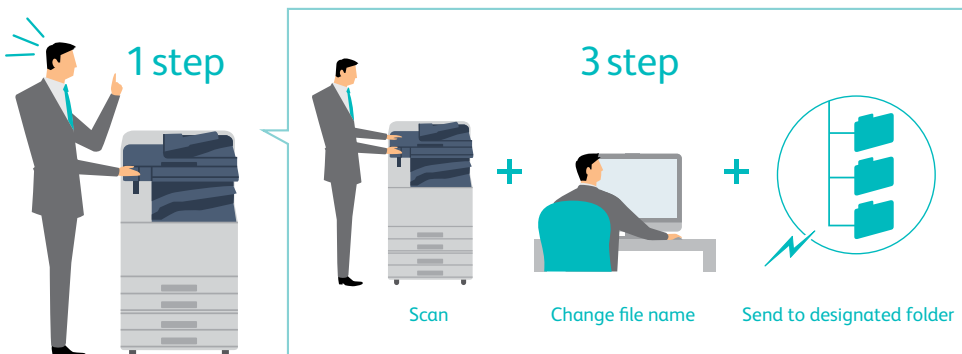 1 step
3 step
Scan
Change file name
Send to designated folder